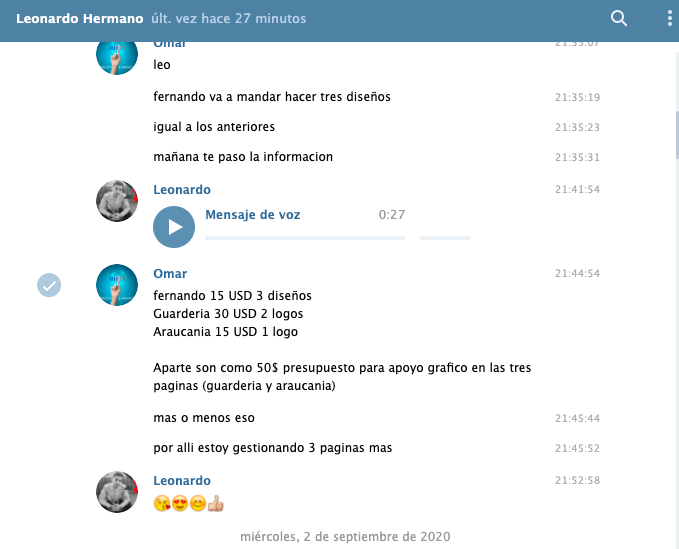 Leonardo Hermano últ. vez hace 27 minutos
Omar 21:35:07
leo
fernando va a mandar hacer tres diseños 21:35:19
igual a los anteriores 21:35:23
mañana te paso la informacion 21:35:31
Leonardo 21:41:54
Mensaje de voz 0:27
Omar 21:44:54
fernando 15 USD 3 diseños
Guarderia 30 USD 2 logos
Araucania 15 USD 1 logo
Aparte son como 50$ presupuesto para apoyo grafico en las tres
paginas (guarderia y araucania)
mas o menos eso 21:45:44
por alli estoy gestionando 3 paginas mas 21:45:52
Leonardo 21:52:58
😘😍😊👍
miércoles, 2 de septiembre de 2020